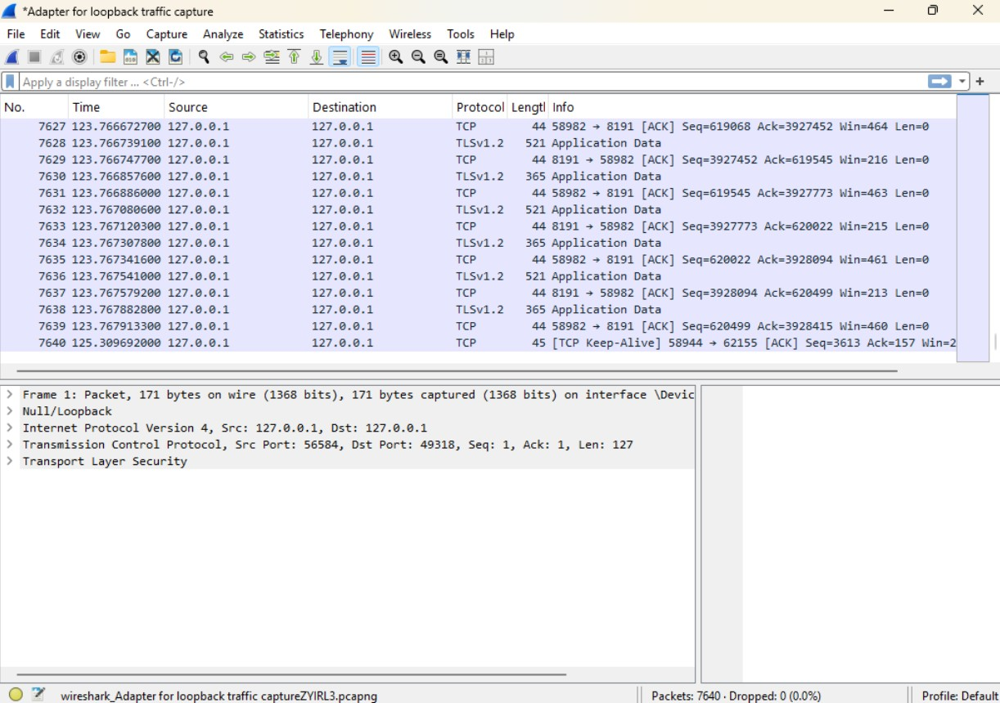 *Adapter for loopback traffic capture
File Edit View Go Capture Analyze Statistics Telephony Wireless Tools Help
Apply a display filter ... <Ctrl-/>
No. Time Source Destination Protocol Lengtl Info
7627 123.766672700 127.0.0.1 127.0.0.1 TCP 44 58982 → 8191 [ACK] Seq=619068 Ack=3927452 Win=464 Len=0
7628 123.766739100 127.0.0.1 127.0.0.1 TLSv1.2 521 Application Data
7629 123.766747700 127.0.0.1 127.0.0.1 TCP 44 8191 → 58982 [ACK] Seq=3927452 Ack=619545 Win=216 Len=0
7630 123.766857600 127.0.0.1 127.0.0.1 TLSv1.2 365 Application Data
7631 123.766886000 127.0.0.1 127.0.0.1 TCP 44 58982 → 8191 [ACK] Seq=619545 Ack=3927773 Win=463 Len=0
7632 123.767080600 127.0.0.1 127.0.0.1 TLSv1.2 521 Application Data
7633 123.767120300 127.0.0.1 127.0.0.1 TCP 44 8191 → 58982 [ACK] Seq=3927773 Ack=620022 Win=215 Len=0
7634 123.767307800 127.0.0.1 127.0.0.1 TLSv1.2 365 Application Data
7635 123.767341600 127.0.0.1 127.0.0.1 TCP 44 58982 → 8191 [ACK] Seq=620022 Ack=3928094 Win=461 Len=0
7636 123.767541000 127.0.0.1 127.0.0.1 TLSv1.2 521 Application Data
7637 123.767579200 127.0.0.1 127.0.0.1 TCP 44 8191 → 58982 [ACK] Seq=3928094 Ack=620499 Win=213 Len=0
7638 123.767882800 127.0.0.1 127.0.0.1 TLSv1.2 365 Application Data
7639 123.767913300 127.0.0.1 127.0.0.1 TCP 44 58982 → 8191 [ACK] Seq=620499 Ack=3928415 Win=460 Len=0
7640 125.309692000 127.0.0.1 127.0.0.1 TCP 45 [TCP Keep-Alive] 58944 → 62155 [ACK] Seq=3613 Ack=157 Win=2
Frame 1: Packet, 171 bytes on wire (1368 bits), 171 bytes captured (1368 bits) on interface \Devic
Null/Loopback
Internet Protocol Version 4, Src: 127.0.0.1, Dst: 127.0.0.1
Transmission Control Protocol, Src Port: 56584, Dst Port: 49318, Seq: 1, Ack: 1, Len: 127
Transport Layer Security
wireshark_Adapter for loopback traffic captureZYIRL3.pcapng Packets: 7640 · Dropped: 0 (0.0%) Profile: Default